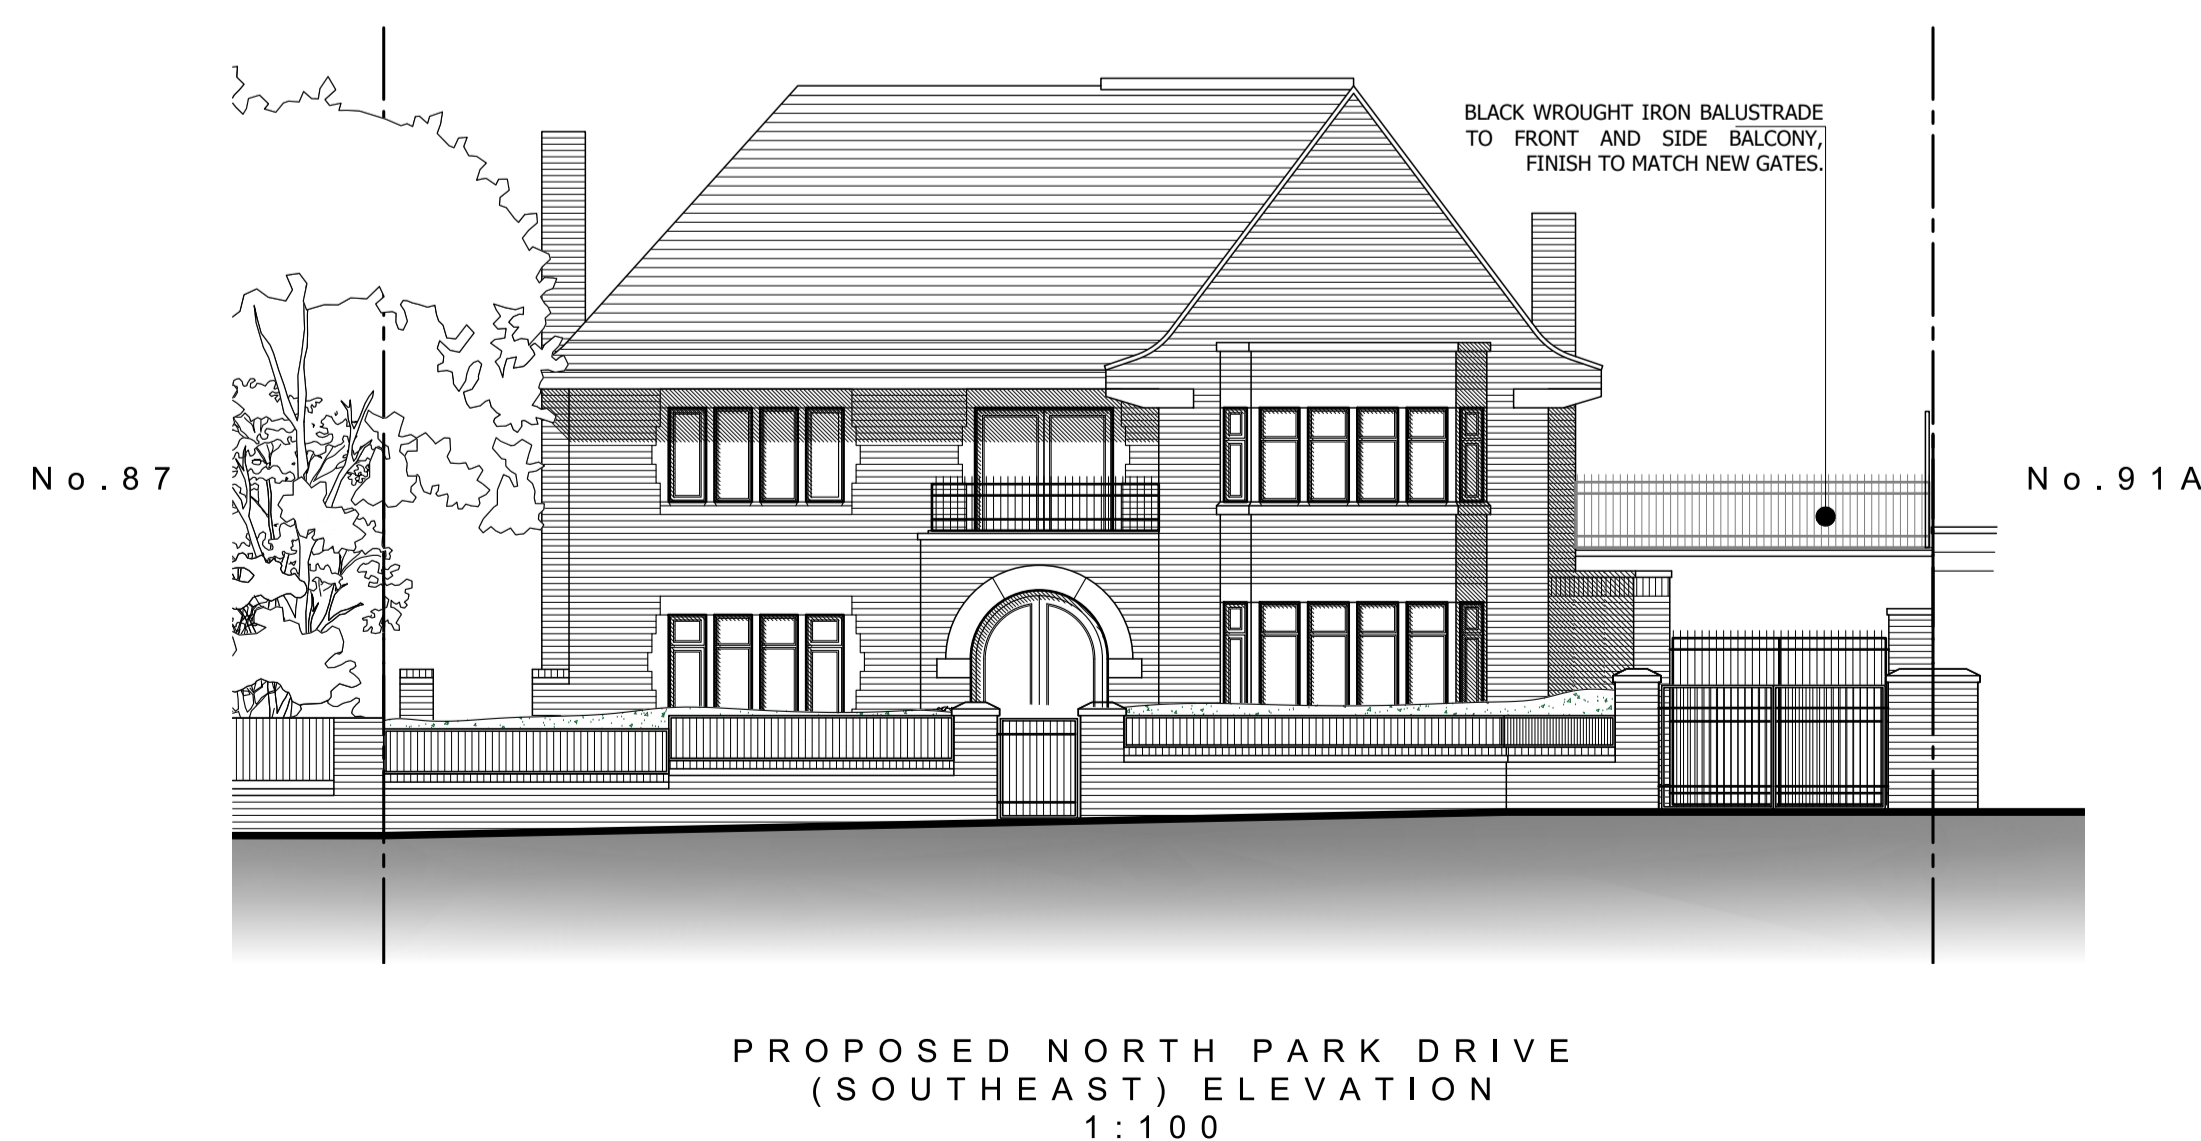 BLACK WROUGHT IRON BALUSTRADE
TO FRONT AND SIDE BALCONY,
FINISH TO MATCH NEW GATES.
No.87
No.91A
PROPOSED NORTH PARK DRIVE
(SOUTHEAST) ELEVATION
1:100